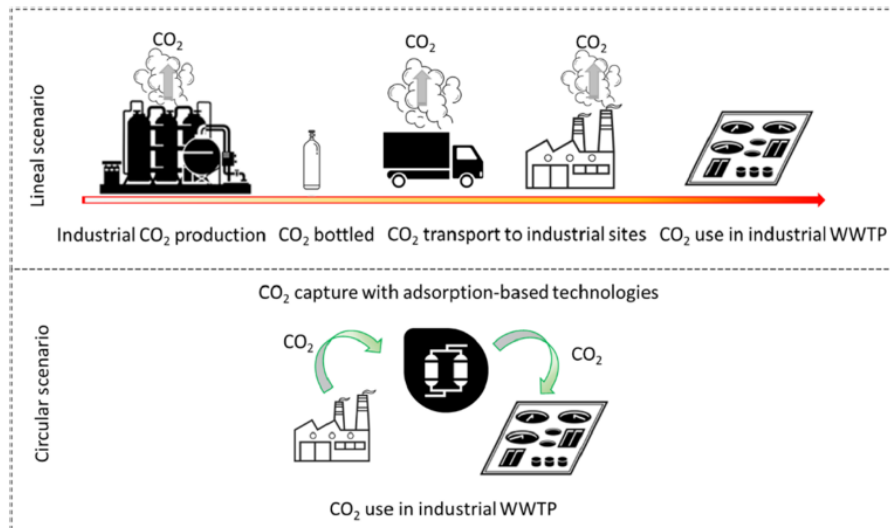 CO₂
CO₂
CO₂
Lineal scenario
Industrial CO₂ production
CO₂ bottled
CO₂ transport to industrial sites
CO₂ use in industrial WWTP
CO₂ capture with adsorption-based technologies
Circular scenario
CO₂
CO₂
CO₂ use in industrial WWTP